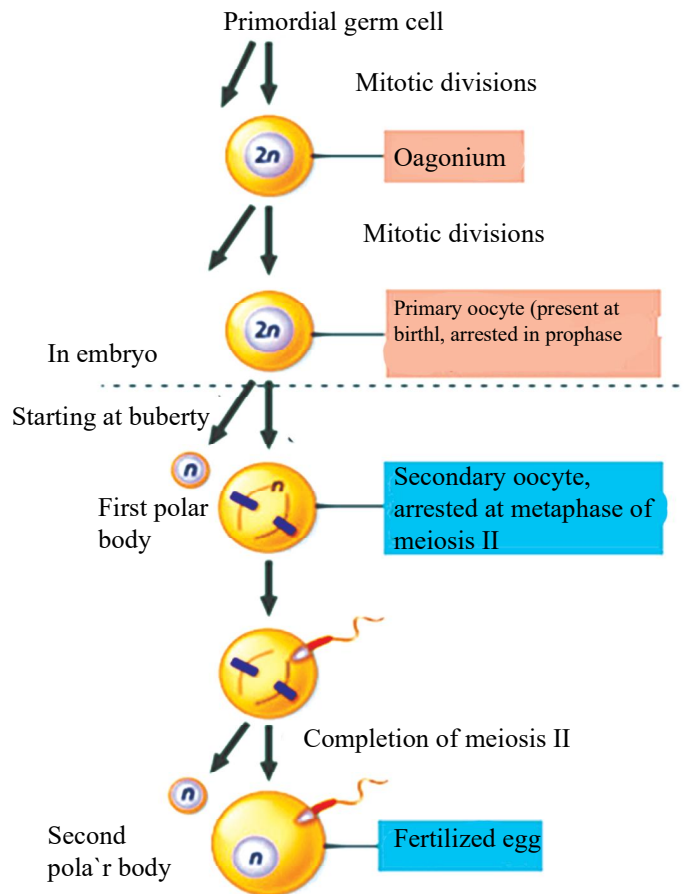 Primordial germ cell
Mitotic divisions
2n
Oagonium
Mitotic divisions
2n
Primary oocyte (present at
birthl, arrested in prophase
In embryo
Starting at buberty
n
n
First polar
body
Secondary oocyte,
arrested at metaphase of
meiosis II
Completion of meiosis II
n
Second
pola`r body
n
Fertilized egg